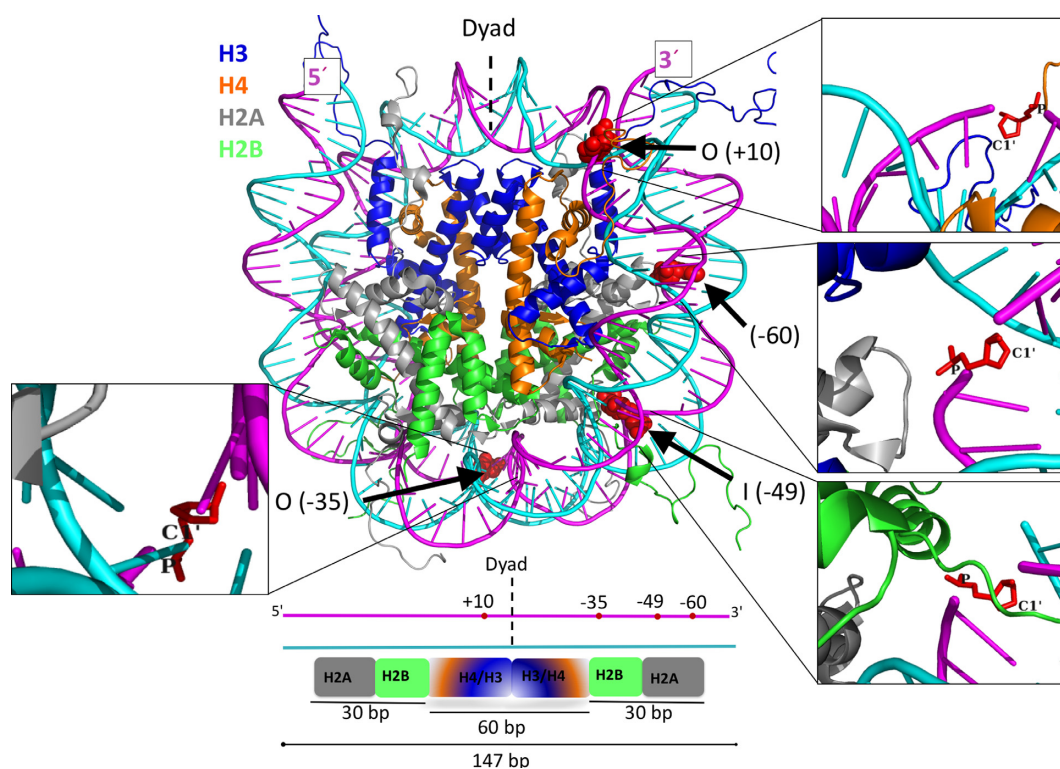 Dyad
H3
H4
H2A
H2B
5´
3´
O (+10)
P
C1'
(-60)
C1'
P
I (-49)
O (-35)
C1'
P
P
C1'
Dyad
5'
+10
-35
-49
-60
3'
H2A
H2B
H4/H3
H3/H4
H2B
H2A
30 bp
60 bp
30 bp
147 bp